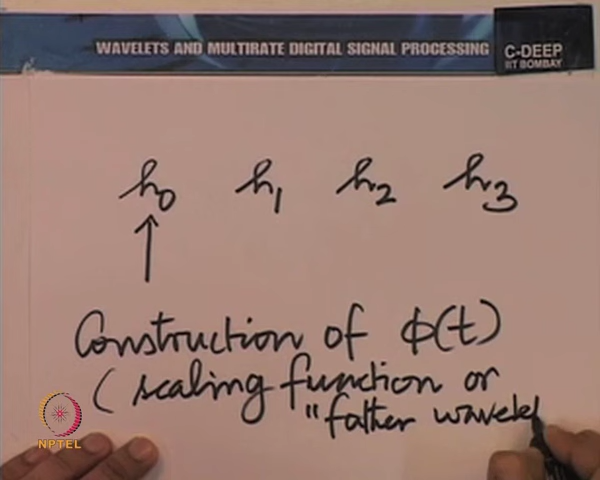 WAVELETS AND MULTIRATE DIGITAL SIGNAL PROCESSING
C-DEEP
IIT BOMBAY
h0 h1 h2 h3
↑
Construction of ϕ(t)
( scaling function or
"father wavelet
NPTEL